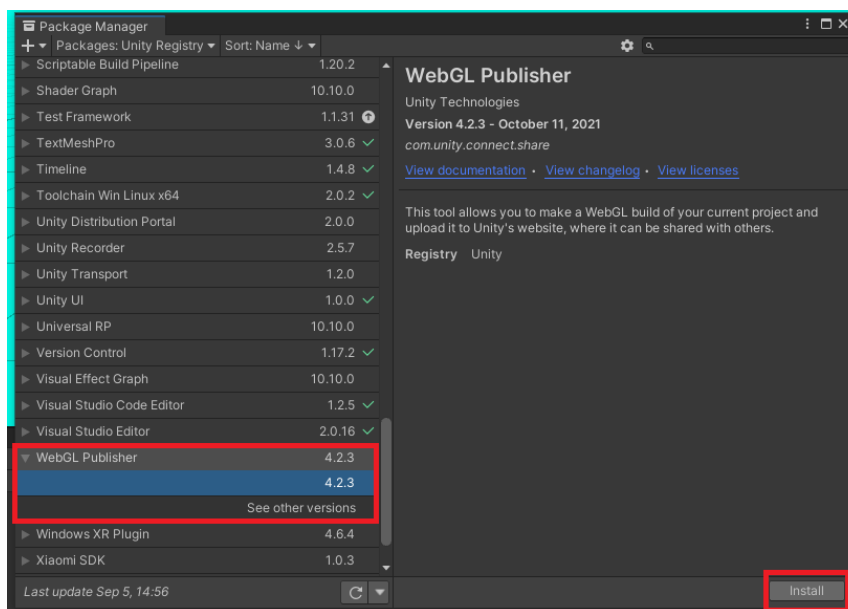 Package Manager
Packages: Unity Registry Sort: Name ↓
Scriptable Build Pipeline 1.20.2
Shader Graph 10.10.0
Test Framework 1.1.31
TextMeshPro 3.0.6
Timeline 1.4.8
Toolchain Win Linux x64 2.0.2
Unity Distribution Portal 2.0.0
Unity Recorder 2.5.7
Unity Transport 1.2.0
Unity UI 1.0.0
Universal RP 10.10.0
Version Control 1.17.2
Visual Effect Graph 10.10.0
Visual Studio Code Editor 1.2.5
Visual Studio Editor 2.0.16
WebGL Publisher 4.2.3
4.2.3
See other versions
Windows XR Plugin 4.6.4
Xiaomi SDK 1.0.3
Last update Sep 5, 14:56
WebGL Publisher
Unity Technologies
Version 4.2.3 - October 11, 2021
com.unity.connect.share
View documentation • View changelog • View licenses
This tool allows you to make a WebGL build of your current project and
upload it to Unity's website, where it can be shared with others.
Registry Unity
Install